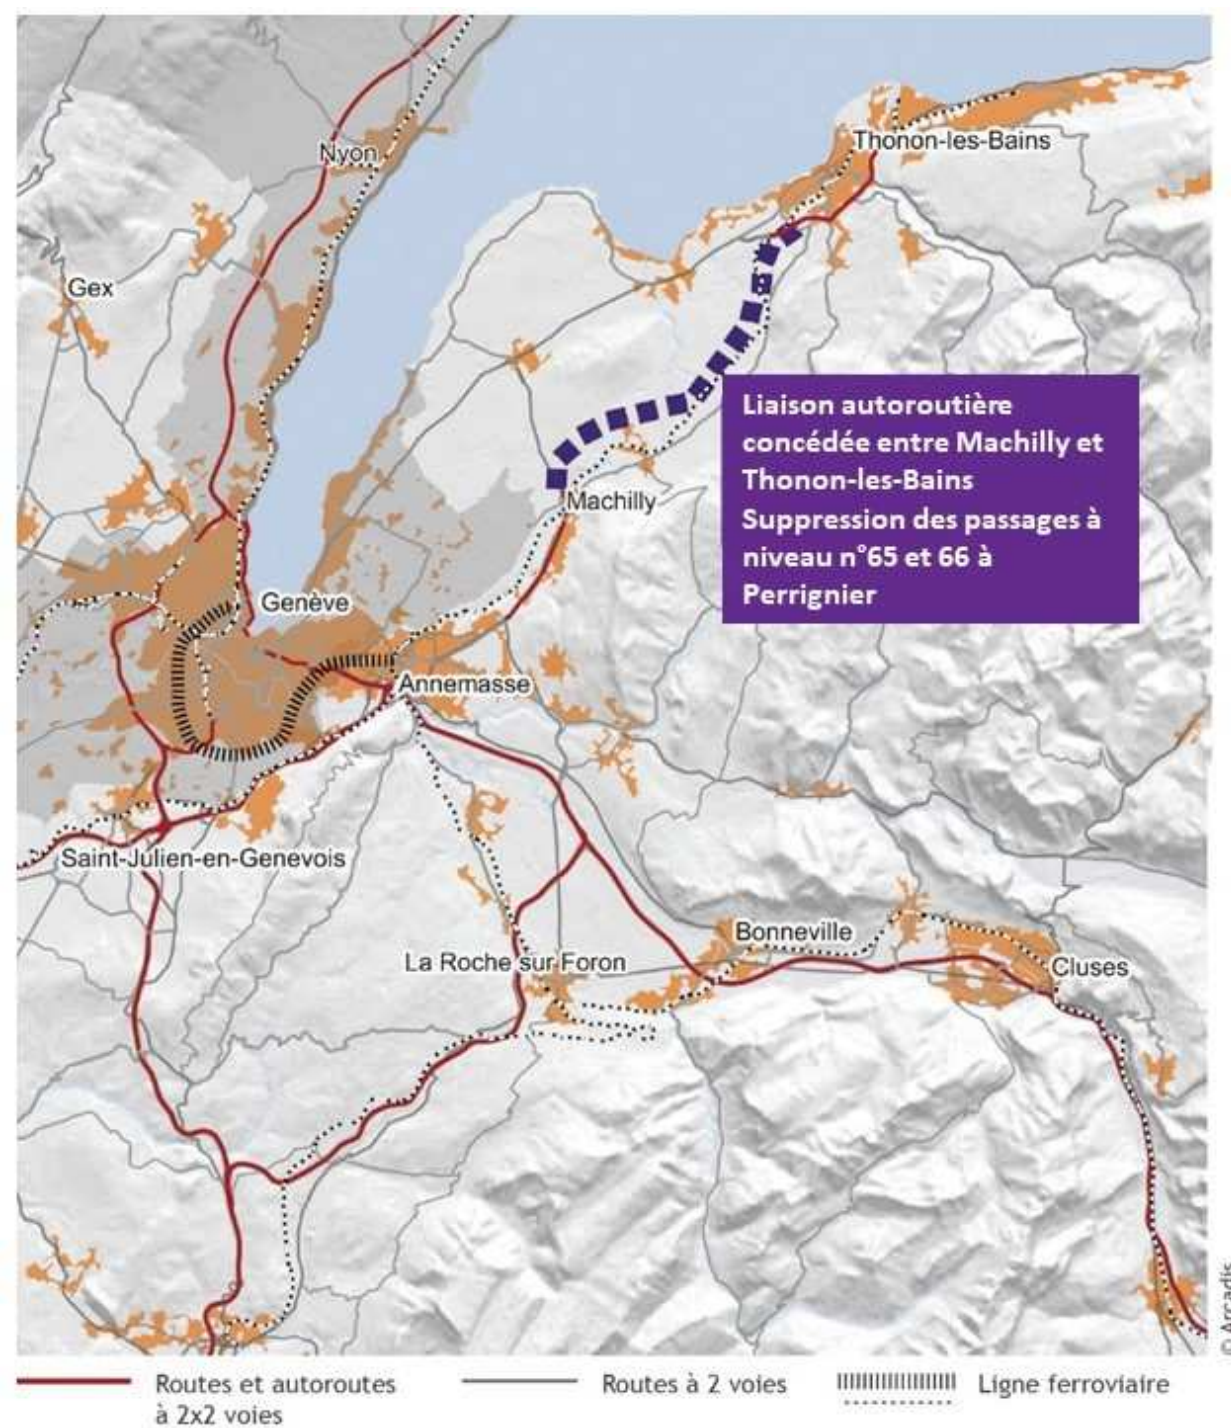 Thonon-les-Bains
Nyon
Gex
Liaison autoroutière
concédée entre Machilly et
Thonon-les-Bains
Suppression des passages à
niveau n°65 et 66 à
Perrignier
Machilly
Genève
Annemasse
Saint-Julien-en-Genevois
Bonneville
La Roche sur Foron
Cluses
© Arcadis
Routes et autoroutes
à 2x2 voies
Routes à 2 voies
Ligne ferroviaire